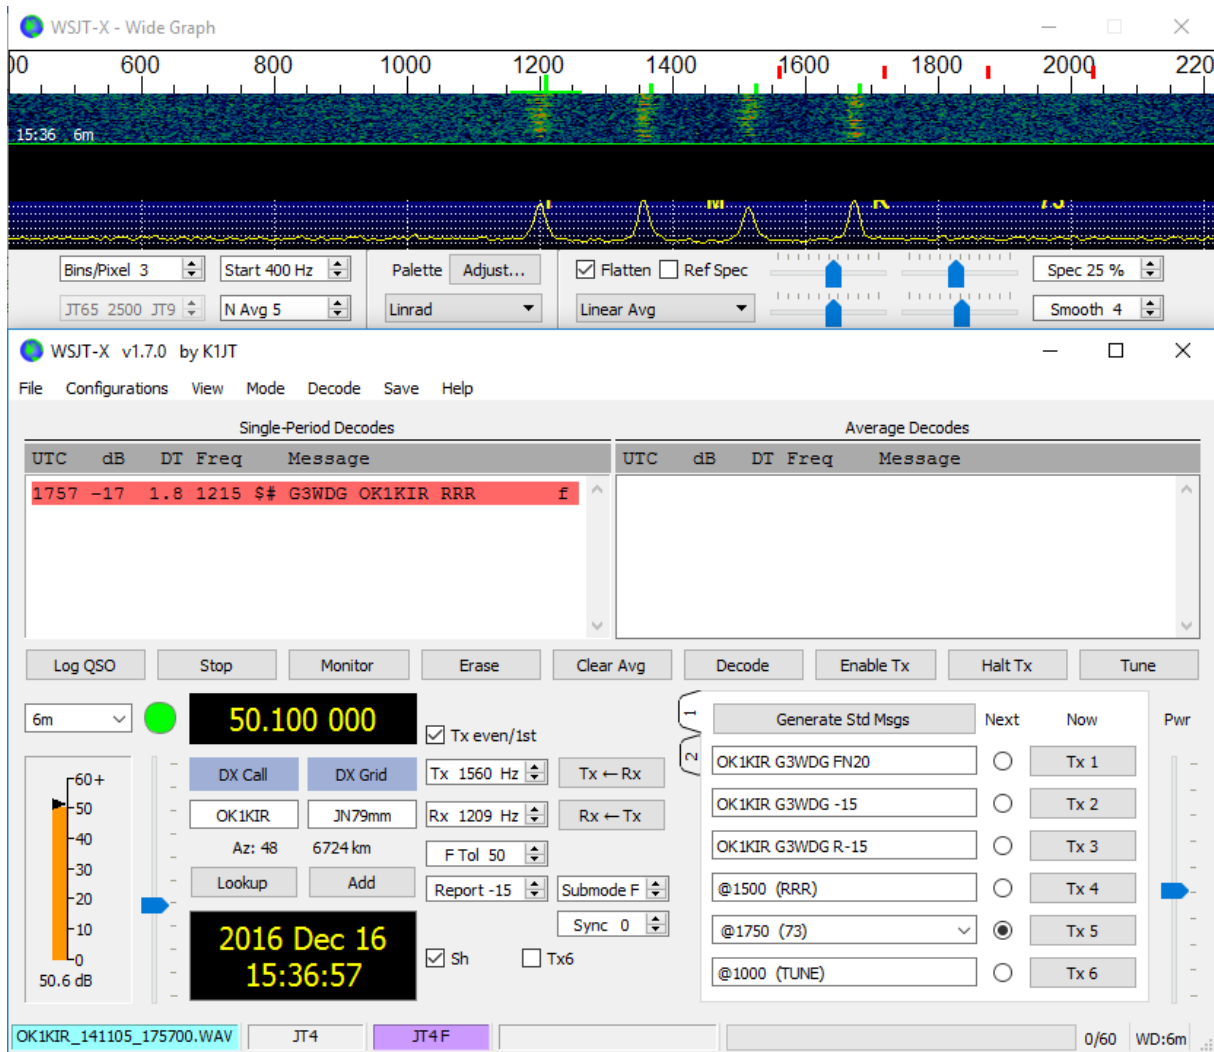 WSJT-X - Wide Graph
00 600 800 1000 1200 1400 1600 1800 2000 220
15:36 6m
M R 73
Bins/Pixel 3 Start 400 Hz Palette Adjust... Flatten Ref Spec Spec 25 %
JT65 2500 JT9 N Avg 5 Linrad Linear Avg Smooth 4
WSJT-X v1.7.0 by K1JT
File Configurations View Mode Decode Save Help
Single-Period Decodes Average Decodes
UTC dB DT Freq Message UTC dB DT Freq Message
1757 -17 1.8 1215 $# G3WDG OK1KIR RRR f
Log QSO Stop Monitor Erase Clear Avg Decode Enable Tx Halt Tx Tune
6m 50.100 000 Tx even/1st 1 Generate Std Msgs Next Now Pwr
2 OK1KIR G3WDG FN20 Tx 1
60+ DX Call DX Grid Tx 1560 Hz Tx ← Rx
50 OK1KIR JN79mm Rx 1209 Hz Rx ← Tx OK1KIR G3WDG -15 Tx 2
40 Az: 48 6724 km F Tol 50 OK1KIR G3WDG R-15 Tx 3
30 Lookup Add Report -15 Submode F @1500 (RRR) Tx 4
20 2016 Dec 16 Sync 0 @1750 (73) Tx 5
10 15:36:57 Sh Tx6 @1000 (TUNE) Tx 6
0
50.6 dB
OK1KIR_141105_175700.WAV JT4 JT4F 0/60 WD:6m